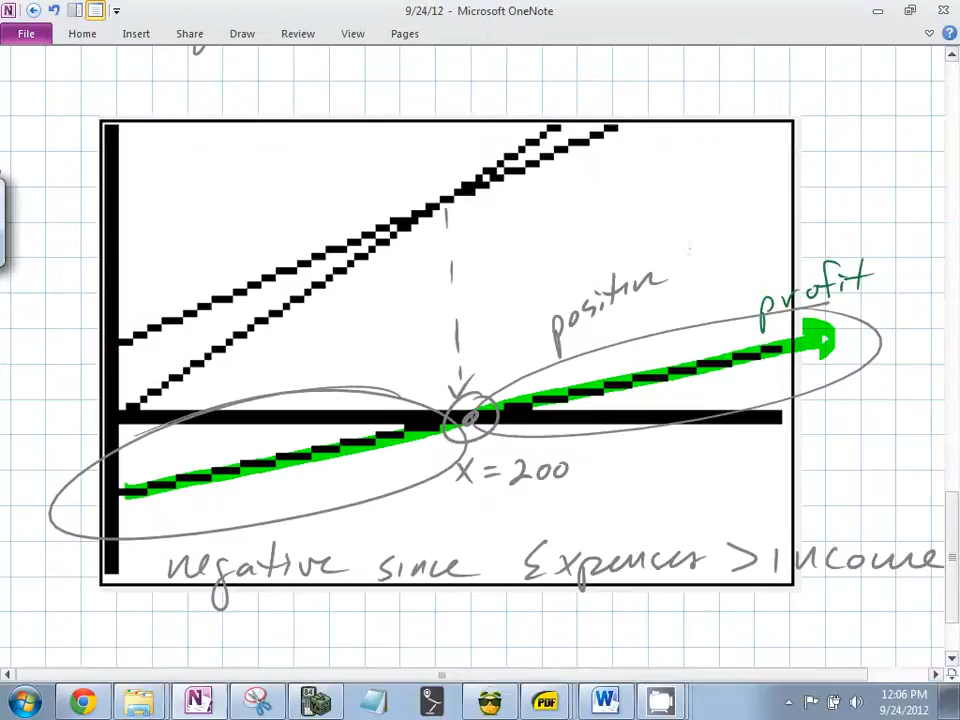 9/24/12 - Microsoft OneNote
File Home Insert Share Draw Review View Pages
profit
positive
x = 200
negative since Expences > income
PDF
W
12:06 PM
9/24/2012